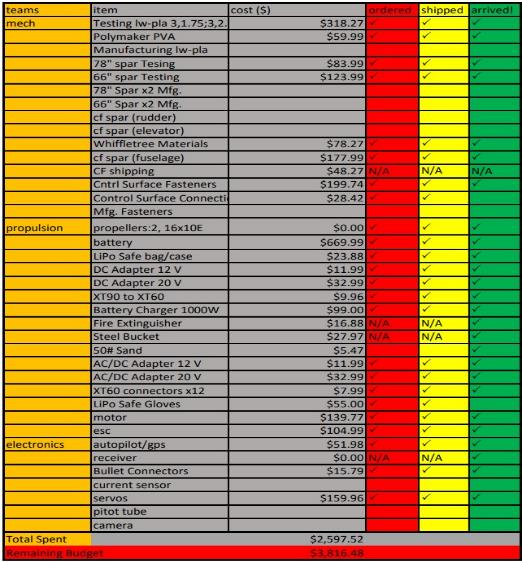 teams item cost ($) ordered shipped arrived!
mech Testing lw-pla 3,1.75;3,2. $318.27 ✓ ✓ ✓
Polymaker PVA $59.99 ✓ ✓ ✓
Manufacturing lw-pla
78" spar Tesing $83.99 ✓ ✓ ✓
66" spar Testing $123.99 ✓ ✓ ✓
78" Spar x2 Mfg.
66" Spar x2 Mfg.
cf spar (rudder)
cf spar (elevator)
Whiffletree Materials $78.27 ✓ ✓ ✓
cf spar (fuselage) $177.99 ✓ ✓ ✓
CF shipping $48.27 N/A N/A N/A
Cntrl Surface Fasteners $199.74 ✓ ✓ ✓
Control Surface Connecti $28.42 ✓ ✓
Mfg. Fasteners
propulsion propellers:2, 16x10E $0.00 ✓ ✓ ✓
battery $669.99 ✓ ✓ ✓
LiPo Safe bag/case $23.88 ✓ ✓ ✓
DC Adapter 12 V $11.99 ✓ ✓ ✓
DC Adapter 20 V $32.99 ✓ ✓ ✓
XT90 to XT60 $9.96 ✓ ✓ ✓
Battery Charger 1000W $99.00 ✓ ✓ ✓
Fire Extinguisher $16.88 N/A N/A ✓
Steel Bucket $27.97 N/A N/A ✓
50# Sand $5.47 ✓
AC/DC Adapter 12 V $11.99 ✓ ✓ ✓
AC/DC Adapter 20 V $32.99 ✓ ✓ ✓
XT60 connectors x12 $7.99 ✓ ✓ ✓
LiPo Safe Gloves $55.00 ✓ ✓
motor $139.77 ✓ ✓ ✓
esc $104.99 ✓ ✓ ✓
electronics autopilot/gps $51.98 ✓ ✓ ✓
receiver $0.00 N/A N/A ✓
Bullet Connectors $15.79 ✓ ✓ ✓
current sensor
servos $159.96 ✓ ✓ ✓
pitot tube
camera
Total Spent $2,597.52
Remaining Budget $3,816.48